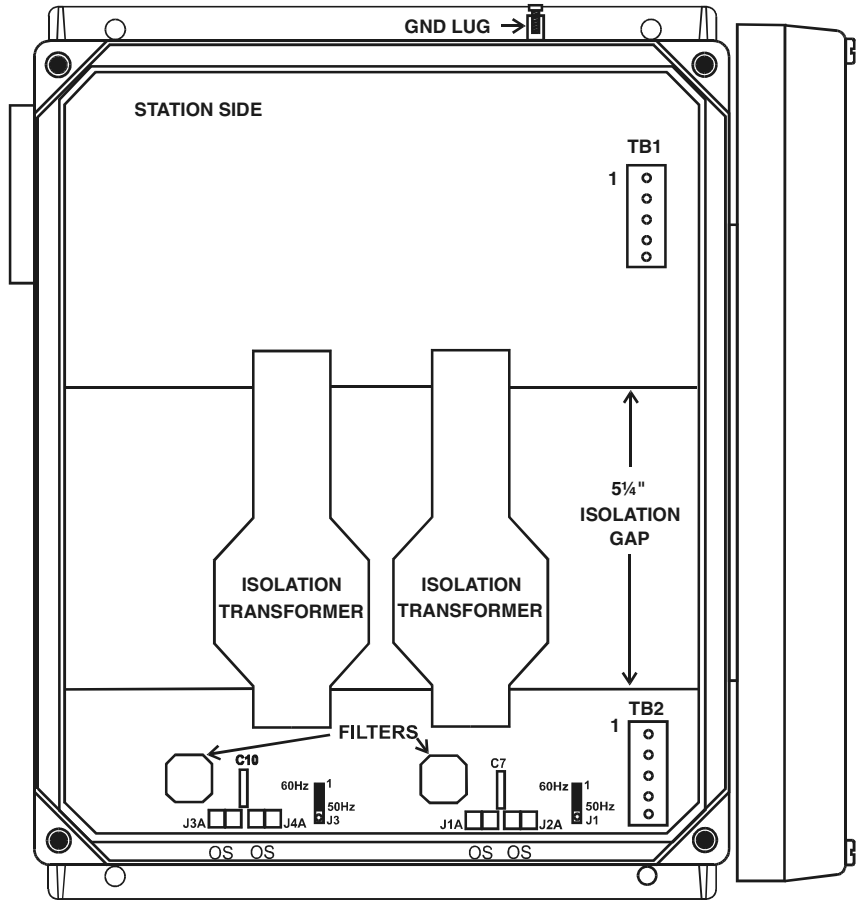 GND LUG
STATION SIDE
TB1
1
5¼"
ISOLATION
GAP
ISOLATION
TRANSFORMER
ISOLATION
TRANSFORMER
TB2
1
FILTERS
C10
C7
60Hz
1
50Hz
J3
60Hz
1
50Hz
J1
J3A
J4A
J1A
J2A
OS
OS
OS
OS